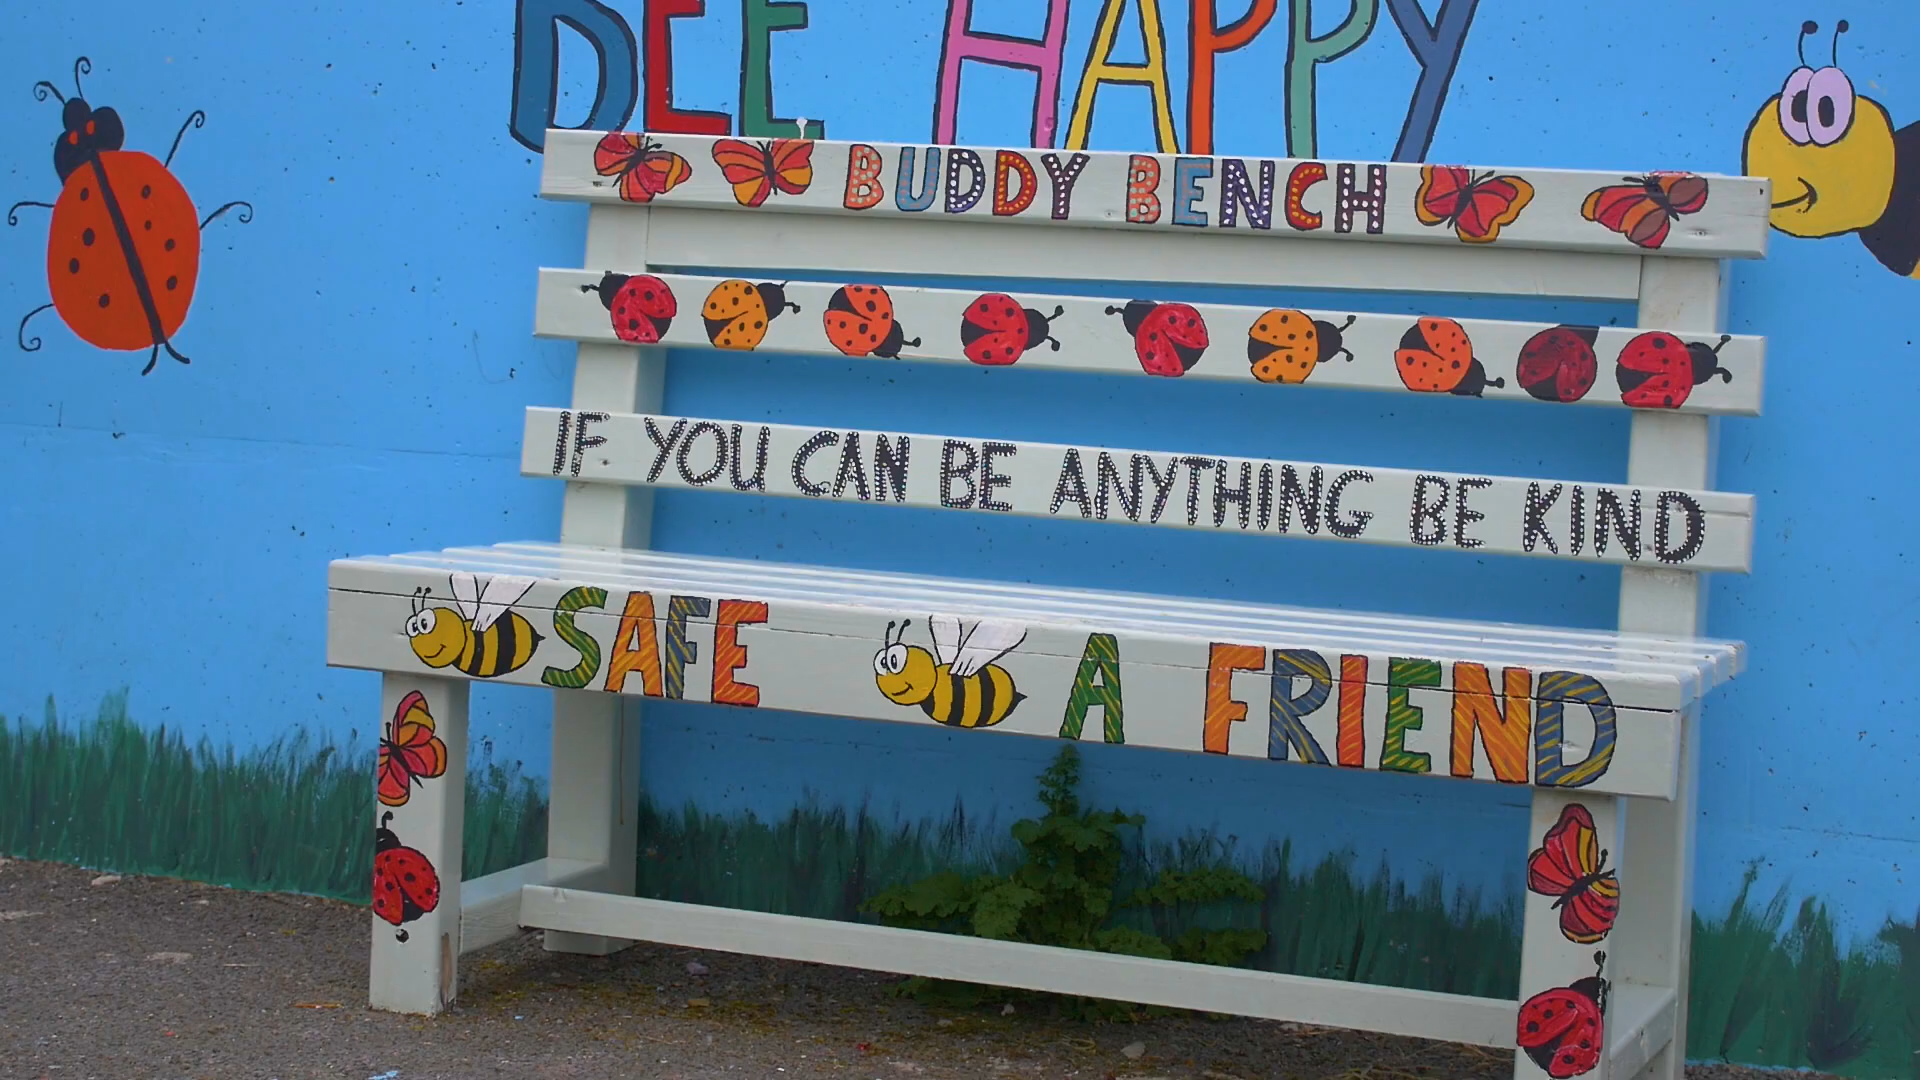 BEE HAPPY
BUDDY BENCH
IF YOU CAN BE ANYTHING BE KIND
SAFE A FRIEND